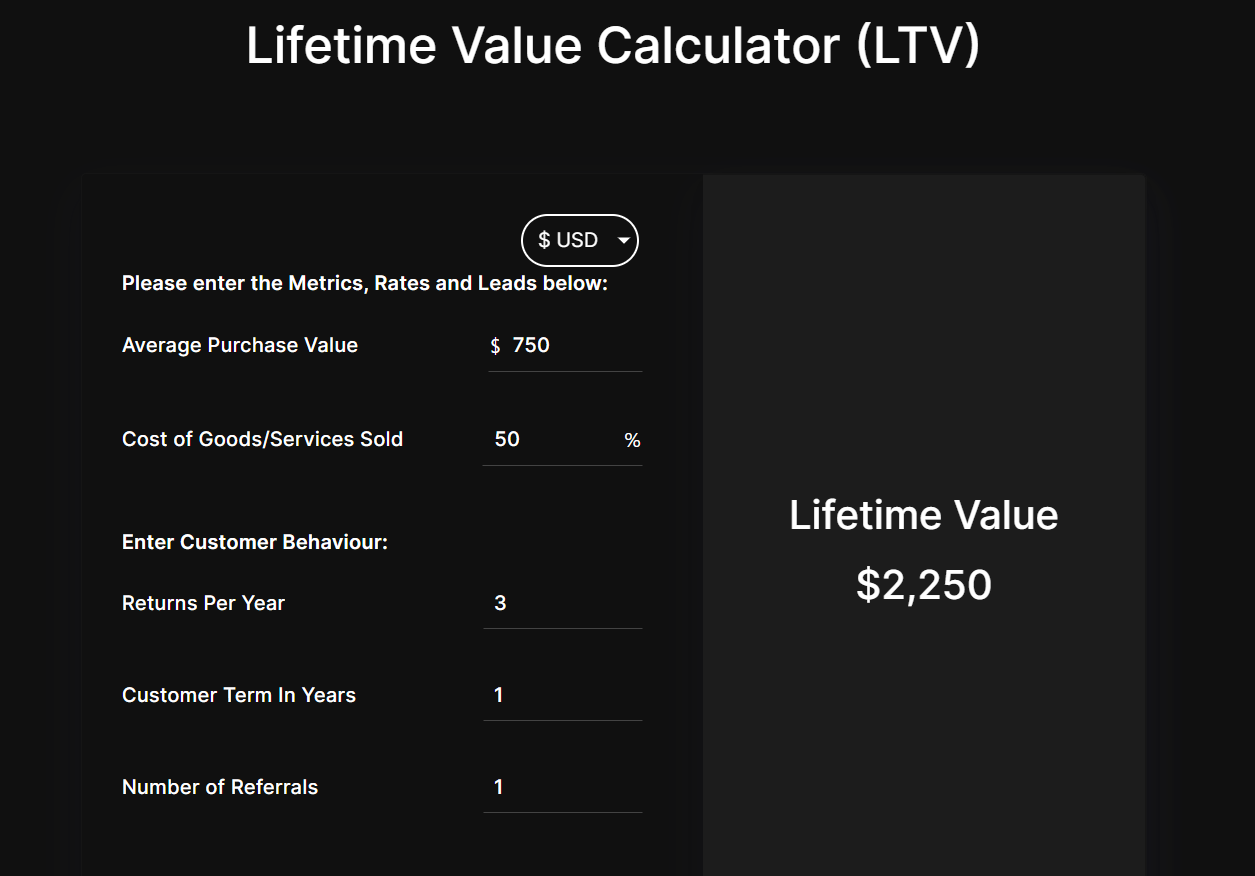 Lifetime Value Calculator (LTV)
$ USD
Please enter the Metrics, Rates and Leads below:
Average Purchase Value $ 750
Cost of Goods/Services Sold 50 %
Enter Customer Behaviour:
Returns Per Year 3
Customer Term In Years 1
Number of Referrals 1
Lifetime Value
$2,250